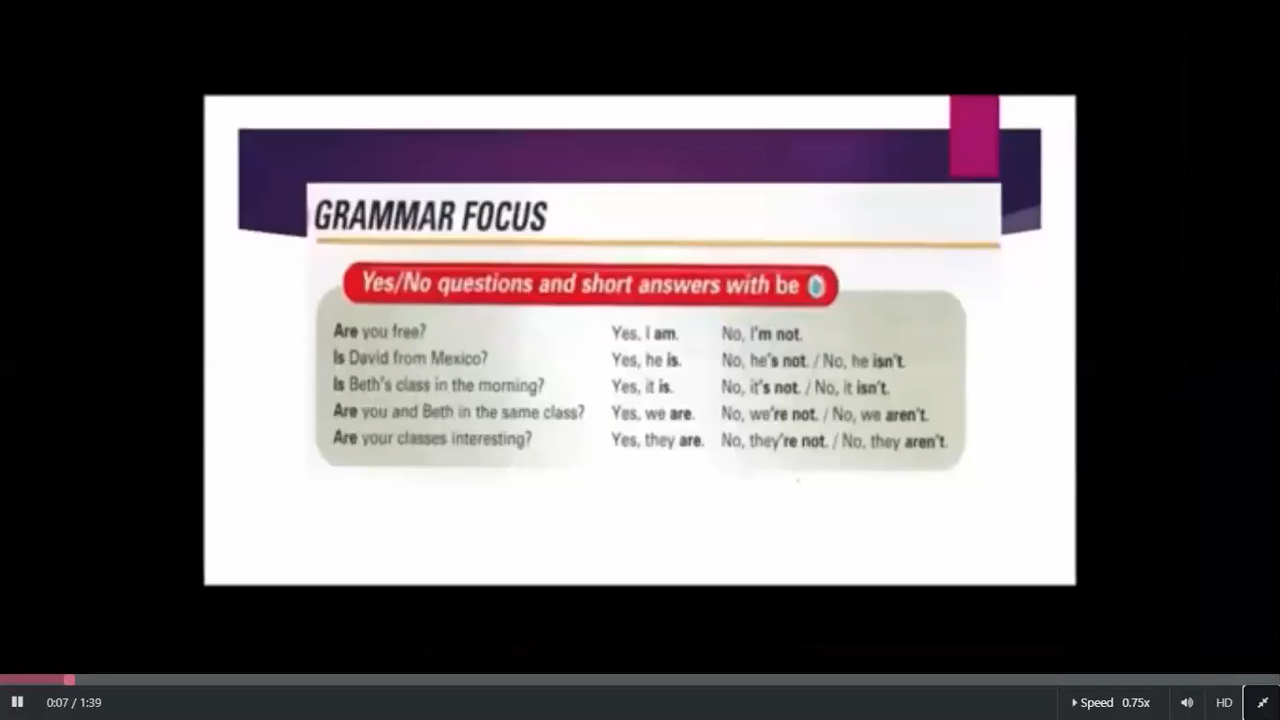 GRAMMAR FOCUS
Yes/No questions and short answers with be
Are you free? Yes, I am. No, I'm not.
Is David from Mexico? Yes, he is. No, he's not. / No, he isn't.
Is Beth's class in the morning? Yes, it is. No, it's not. / No, it isn't.
Are you and Beth in the same class? Yes, we are. No, we're not. / No, we aren't.
Are your classes interesting? Yes, they are. No, they're not. / No, they aren't.
0:07 / 1:39 Speed 0.75x HD